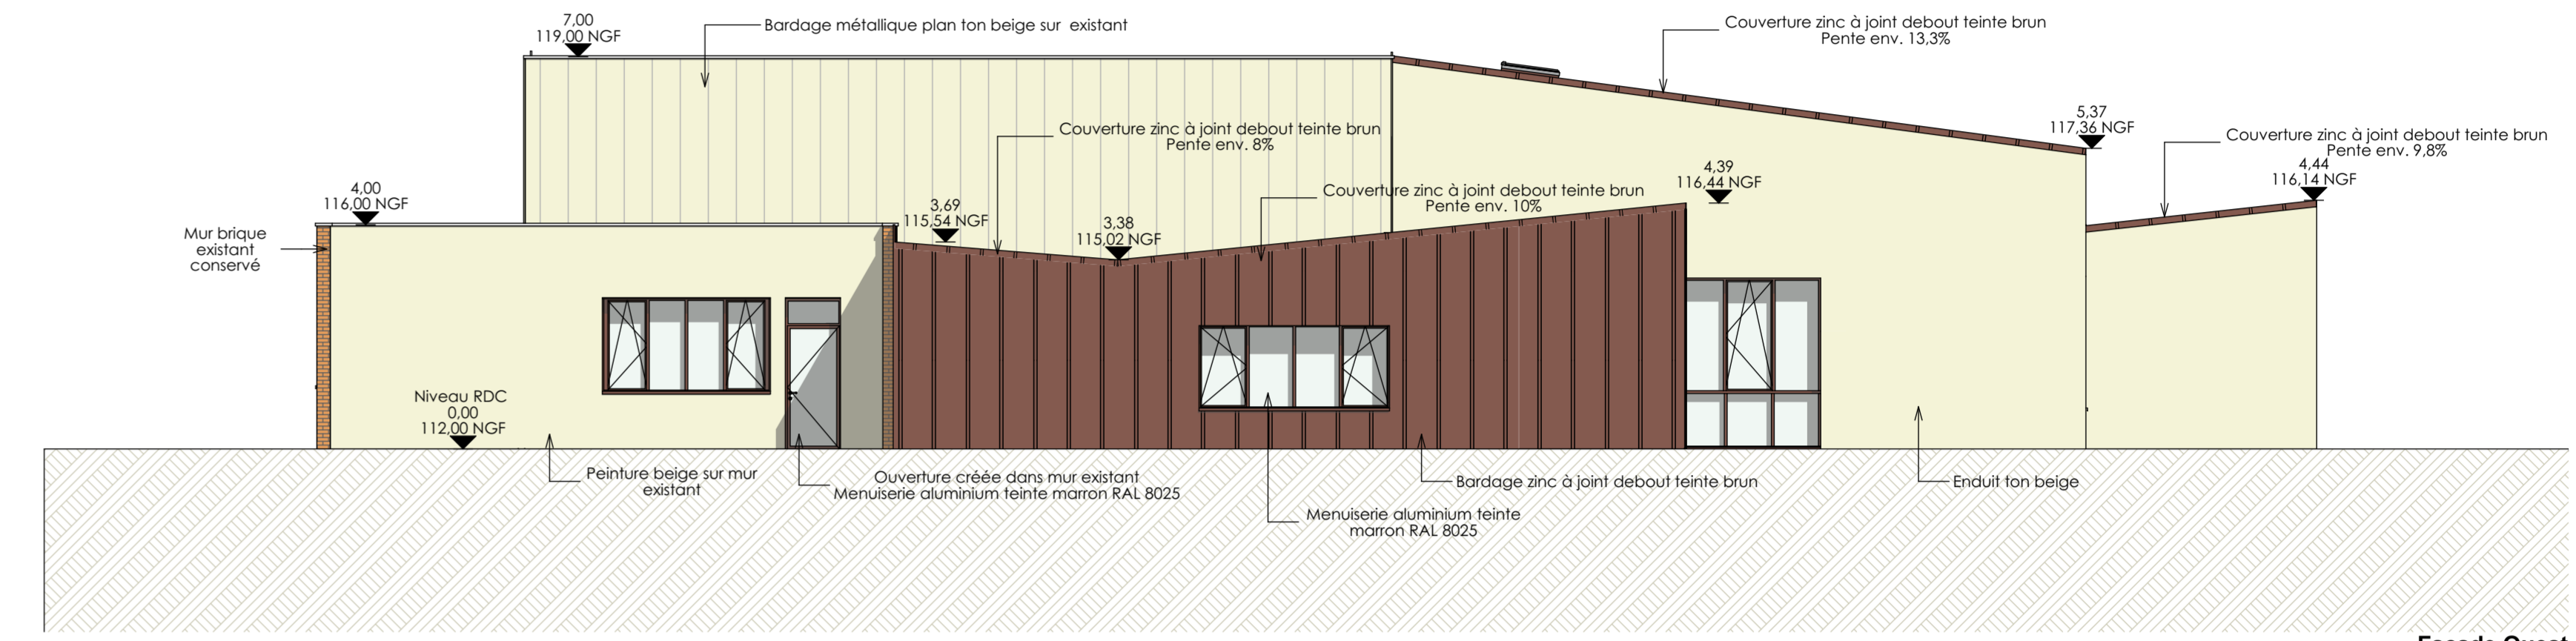 7,00
119,00 NGF
Bardage métallique plan ton beige sur existant
Couverture zinc à joint debout teinte brun
Pente env. 13,3%
Couverture zinc à joint debout teinte brun
Pente env. 8%
5,37
117,36 NGF
Couverture zinc à joint debout teinte brun
Pente env. 9,8%
4,44
116,14 NGF
4,39
116,44 NGF
Couverture zinc à joint debout teinte brun
Pente env. 10%
4,00
116,00 NGF
3,69
115,54 NGF
3,38
115,02 NGF
Mur brique
existant
conservé
Niveau RDC
0,00
112,00 NGF
Peinture beige sur mur
existant
Ouverture créée dans mur existant
Menuiserie aluminium teinte marron RAL 8025
Menuiserie aluminium teinte
marron RAL 8025
Bardage zinc à joint debout teinte brun
Enduit ton beige